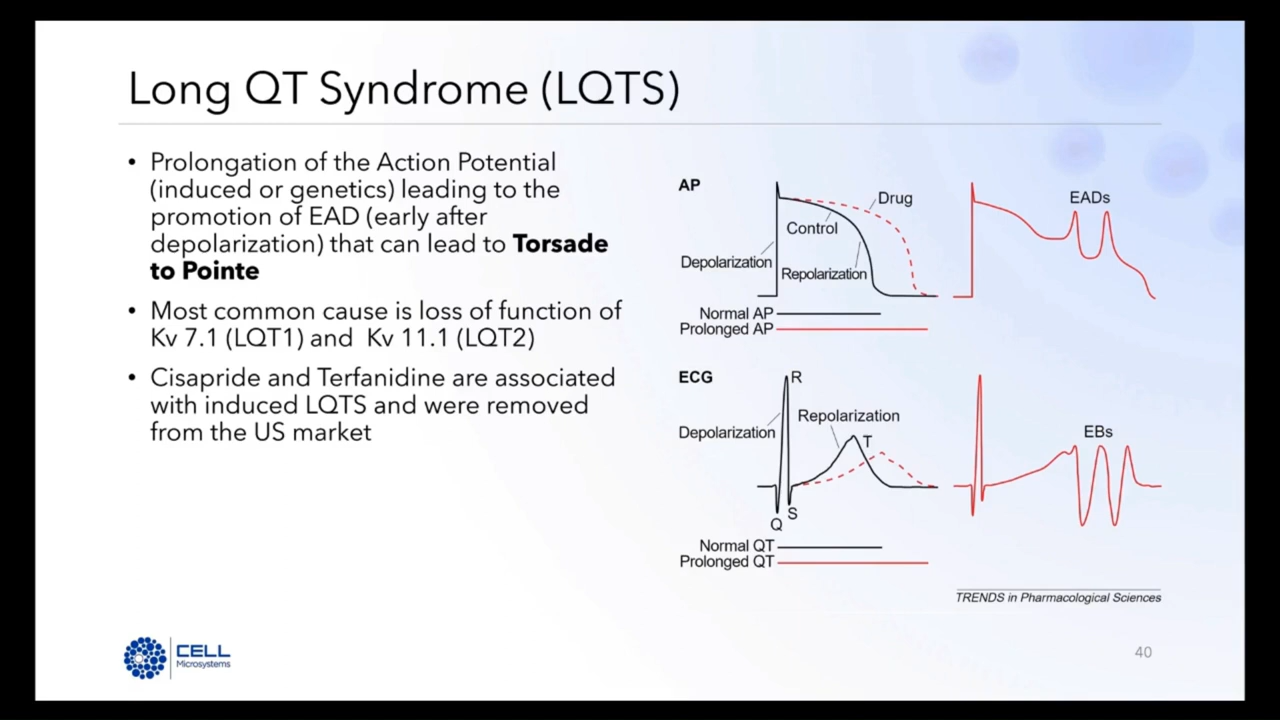 Long QT Syndrome (LQTS)
• Prolongation of the Action Potential
(induced or genetics) leading to the
promotion of EAD (early after
depolarization) that can lead to Torsade
to Pointe
• Most common cause is loss of function of
Kv 7.1 (LQT1) and Kv 11.1 (LQT2)
• Cisapride and Terfanidine are associated
with induced LQTS and were removed
from the US market
AP
Drug
Control
Depolarization
Repolarization
EADs
Normal AP
Prolonged AP
ECG
R
Repolarization
Depolarization
T
S
Q
EBs
Normal QT
Prolonged QT
TRENDS in Pharmacological Sciences
CELL
Microsystems
40